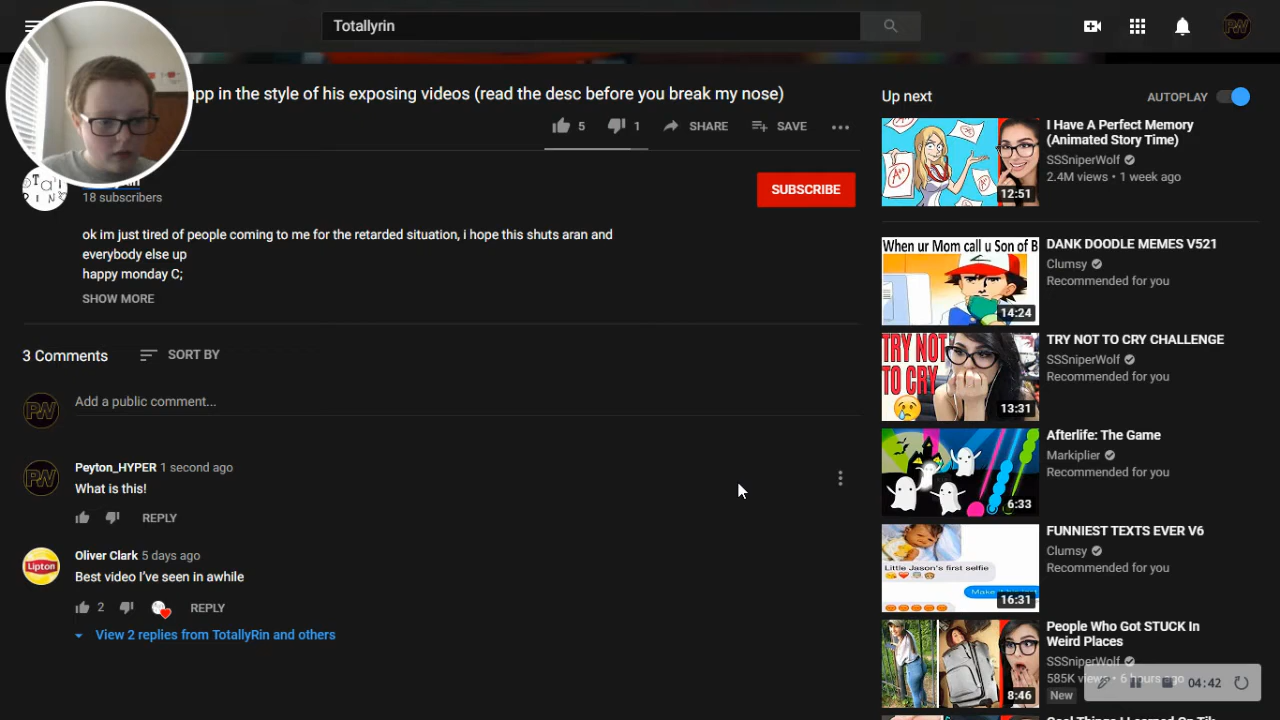 Totallyrin
PW
app in the style of his exposing videos (read the desc before you break my nose)
5
1
SHARE
SAVE
18 subscribers
SUBSCRIBE
ok im just tired of people coming to me for the retarded situation, i hope this shuts aran and
everybody else up
happy monday C;
SHOW MORE
3 Comments
SORT BY
PW
Add a public comment...
PW
Peyton_HYPER 1 second ago
What is this!
REPLY
Lipton
Oliver Clark 5 days ago
Best video I've seen in awhile
2
REPLY
View 2 replies from TotallyRin and others
Up next
AUTOPLAY
A++
12:51
I Have A Perfect Memory
(Animated Story Time)
SSSniperWolf
2.4M views • 1 week ago
When ur Mom call u Son of B
14:24
DANK DOODLE MEMES V521
Clumsy
Recommended for you
TRY NOT
TO CRY
13:31
TRY NOT TO CRY CHALLENGE
SSSniperWolf
Recommended for you
6:33
Afterlife: The Game
Markiplier
Recommended for you
Little Jason's first selfie
16:31
FUNNIEST TEXTS EVER V6
Clumsy
Recommended for you
8:46
People Who Got STUCK In
Weird Places
SSSniperWolf
585K views • 6 hours ago
New
04:42